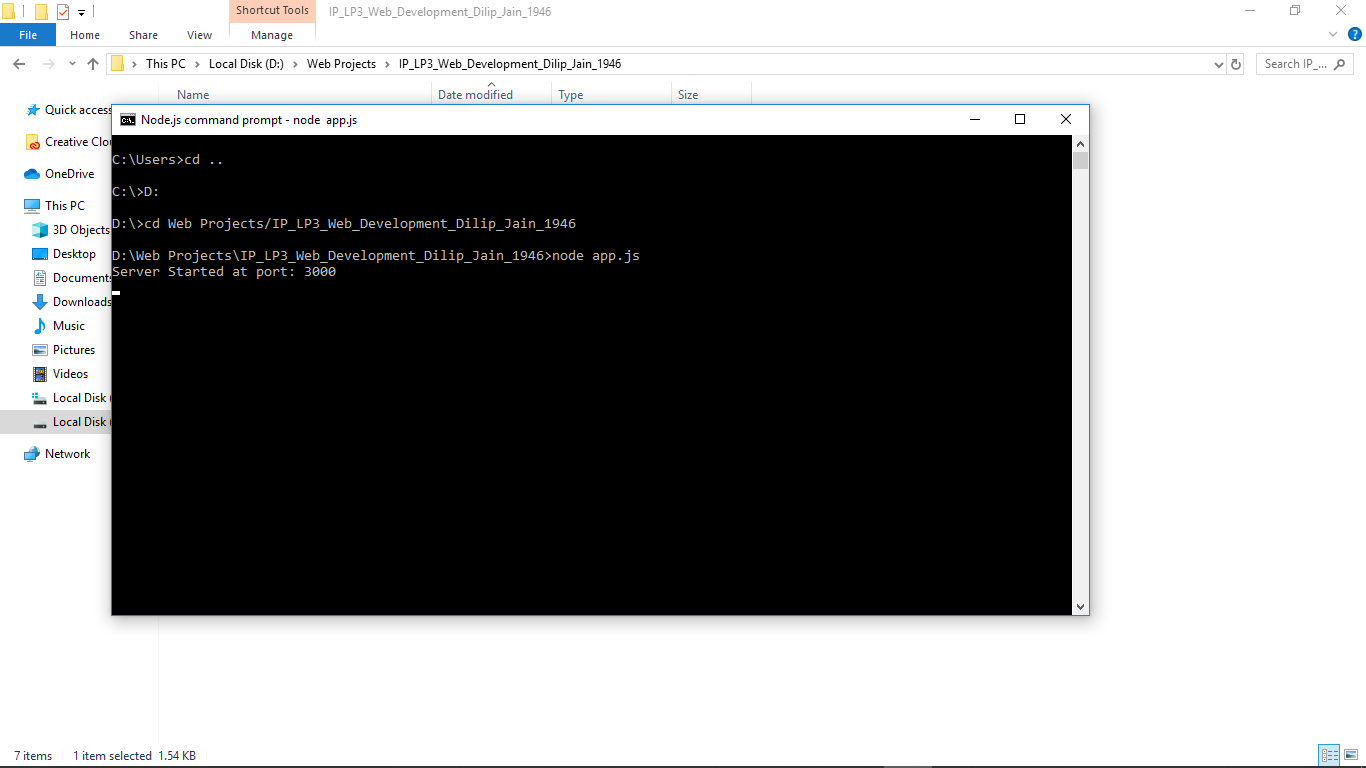 Shortcut Tools
IP_LP3_Web_Development_Dilip_Jain_1946
File Home Share View Manage
This PC > Local Disk (D:) > Web Projects > IP_LP3_Web_Development_Dilip_Jain_1946
Search IP_...
Name Date modified Type Size
Quick access
Creative Clou
OneDrive
This PC
3D Objects
Desktop
Documents
Downloads
Music
Pictures
Videos
Local Disk (
Local Disk (
Network
C:\. Node.js command prompt - node app.js
C:\Users>cd ..
C:\>D:
D:\>cd Web Projects/IP_LP3_Web_Development_Dilip_Jain_1946
D:\Web Projects\IP_LP3_Web_Development_Dilip_Jain_1946>node app.js
Server Started at port: 3000
7 items 1 item selected 1.54 KB